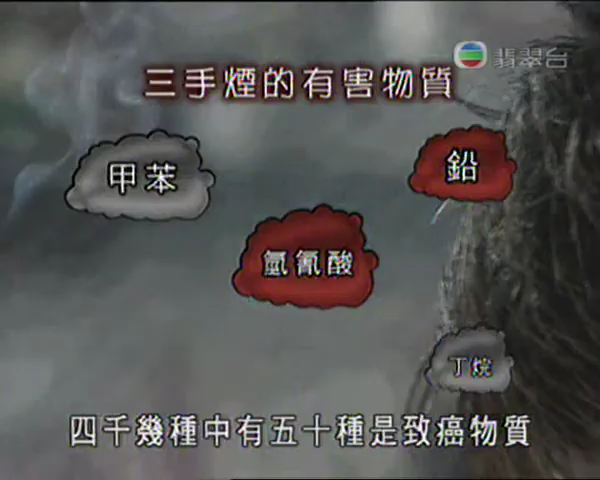 翡翠台
三手煙的有害物質
甲苯
鉛
氫氰酸
丁烷
四千幾種中有五十種是致癌物質